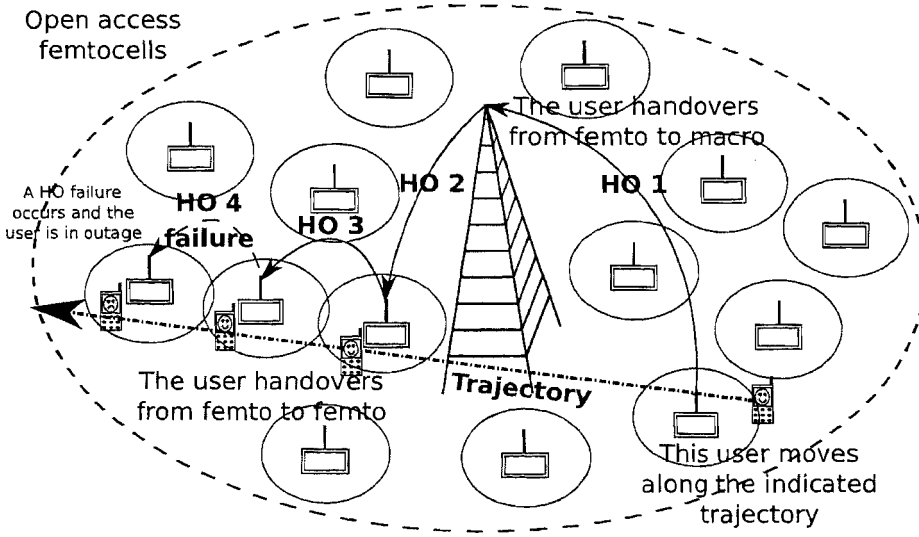 Open access
femtocells
The user handovers
from femto to macro
A HO failure
occurs and the
user is in outage
HO 4
failure
HO 3
HO 2
HO 1
The user handovers
from femto to femto
Trajectory
This user moves
along the indicated
trajectory